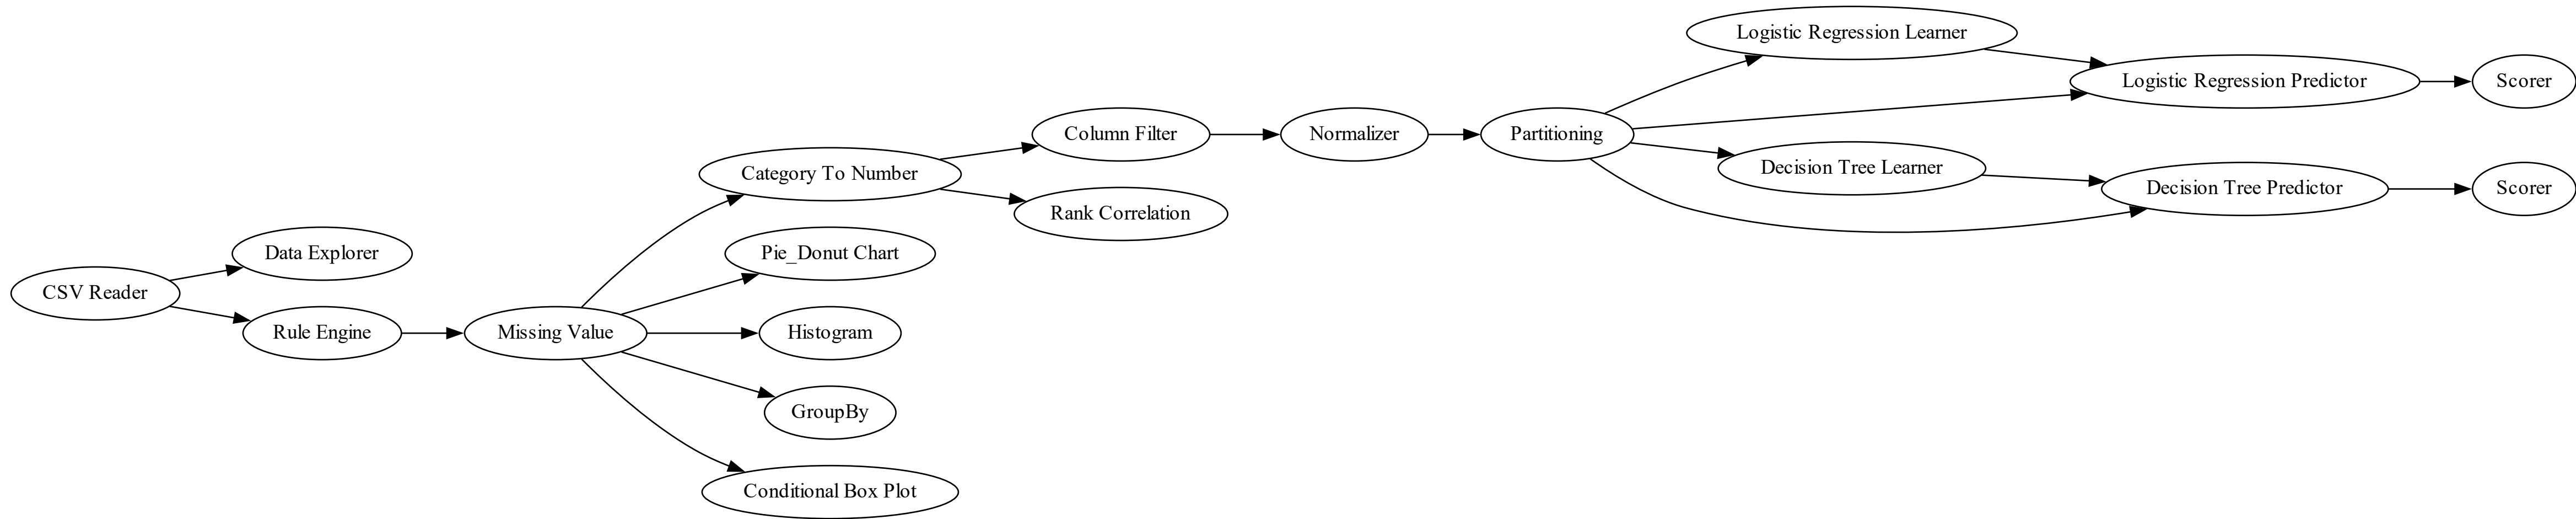 Logistic Regression Learner
Logistic Regression Predictor
Scorer
Column Filter
Normalizer
Partitioning
Category To Number
Decision Tree Learner
Decision Tree Predictor
Scorer
Rank Correlation
Data Explorer
Pie_Donut Chart
CSV Reader
Rule Engine
Missing Value
Histogram
GroupBy
Conditional Box Plot